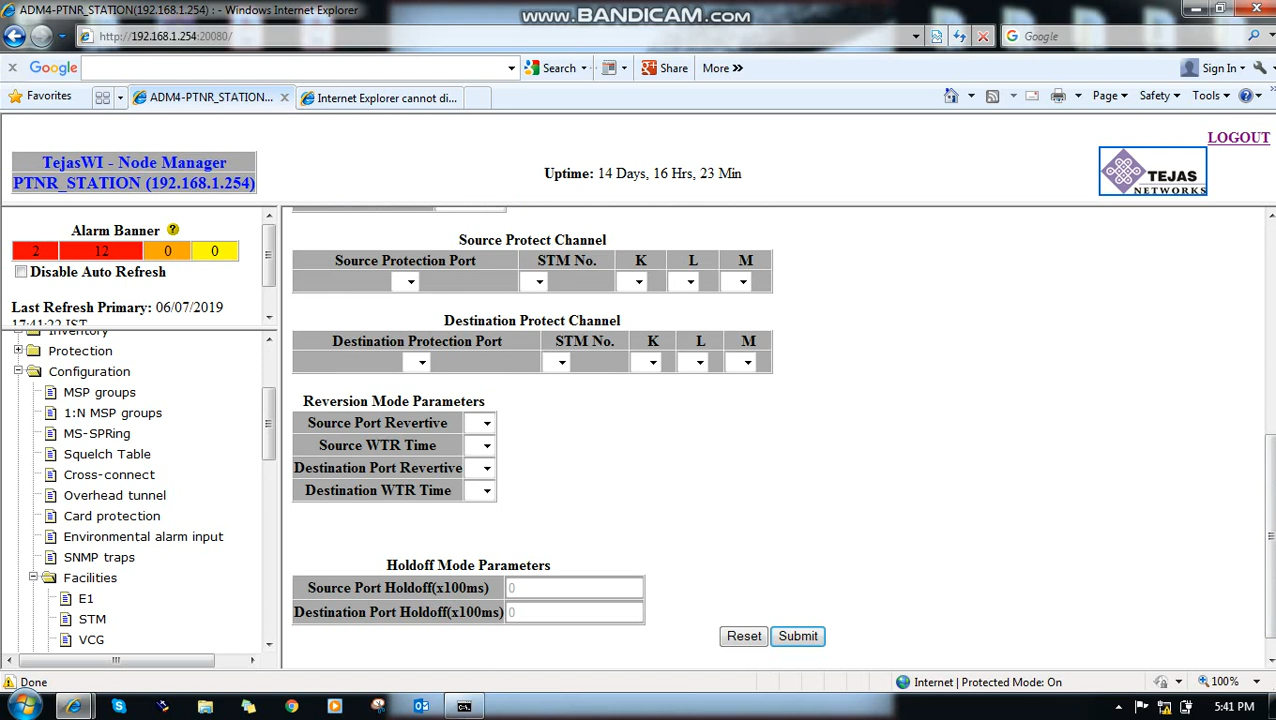 ADM4-PTNR_STATION(192.168.1.254) : - Windows Internet Explorer
www.BANDICAM.com
http://192.168.1.254:20080/
Google
Google
Search
Share
More »
Sign In
Favorites
ADM4-PTNR_STATION...
Internet Explorer cannot di...
Page
Safety
Tools
LOGOUT
TejasWI - Node Manager
PTNR_STATION (192.168.1.254)
Uptime: 14 Days, 16 Hrs, 23 Min
TEJAS
NETWORKS
Alarm Banner
2 12 0 0
Disable Auto Refresh
Last Refresh Primary: 06/07/2019
17:41:22 IST
Inventory
Protection
Configuration
MSP groups
1:N MSP groups
MS-SPRing
Squelch Table
Cross-connect
Overhead tunnel
Card protection
Environmental alarm input
SNMP traps
Facilities
E1
STM
VCG
Source Protect Channel
Source Protection Port STM No. K L M
Destination Protect Channel
Destination Protection Port STM No. K L M
Reversion Mode Parameters
Source Port Revertive
Source WTR Time
Destination Port Revertive
Destination WTR Time
Holdoff Mode Parameters
Source Port Holdoff(x100ms) 0
Destination Port Holdoff(x100ms) 0
Reset Submit
Done
Internet | Protected Mode: On
100%
5:41 PM